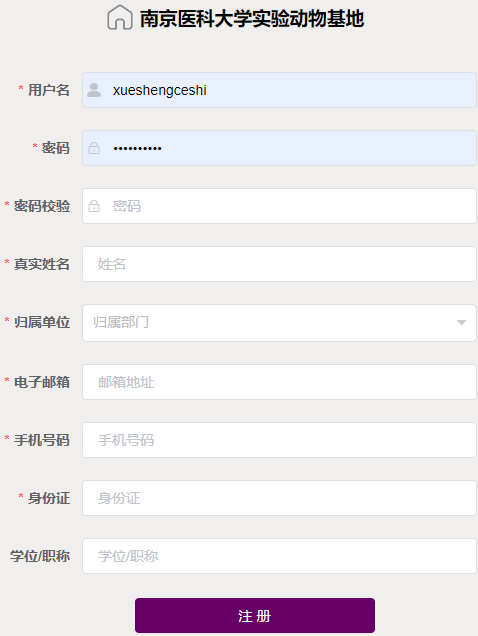 南京医科大学实验动物基地
* 用户名 xueshengceshi
* 密码 ••••••••••
* 密码校验 密码
* 真实姓名 姓名
* 归属单位 归属部门
* 电子邮箱 邮箱地址
* 手机号码 手机号码
* 身份证 身份证
学位/职称 学位/职称
注 册